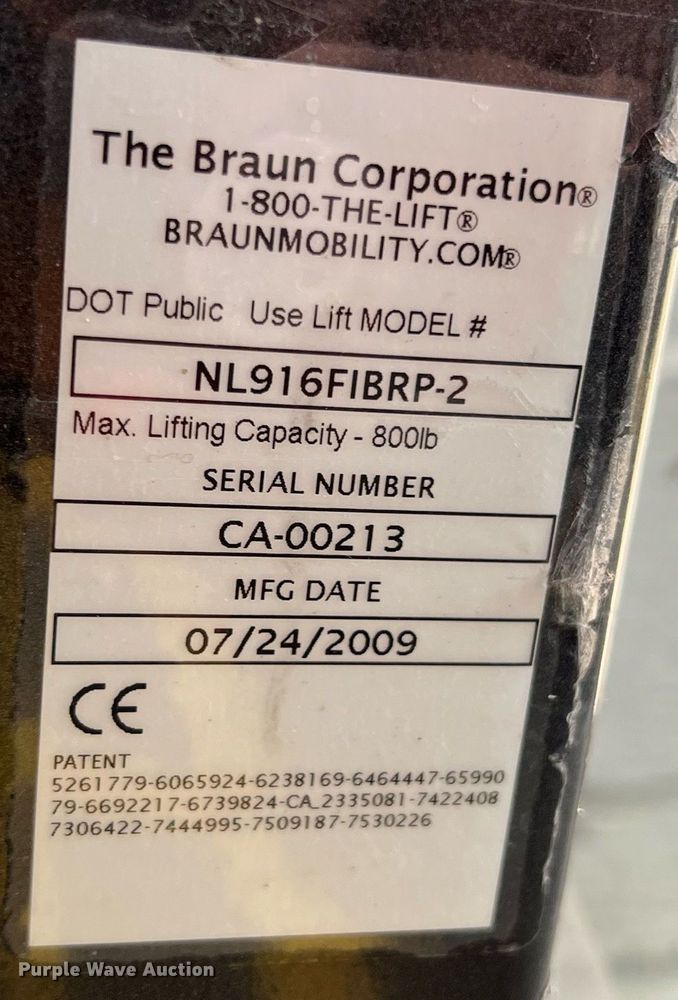 The Braun Corporation®
1-800-THE-LIFT®
BRAUNMOBILITY.COM®
DOT Public Use Lift MODEL #
NL916FIBRP-2
Max. Lifting Capacity - 800lb
SERIAL NUMBER
CA-00213
MFG DATE
07/24/2009
CE
PATENT
5261779-6065924-6238169-6464447-65990
79-6692217-6739824-CA_2335081-7422408
7306422-7444995-7509187-7530226
Purple Wave Auction